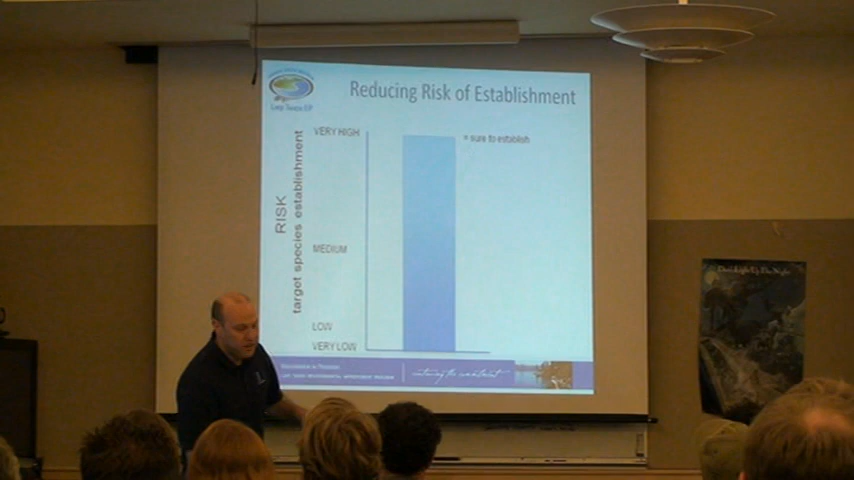 Reducing Risk of Establishment
VERY HIGH
= sure to establish
RISK
target species establishment
MEDIUM
LOW
VERY LOW